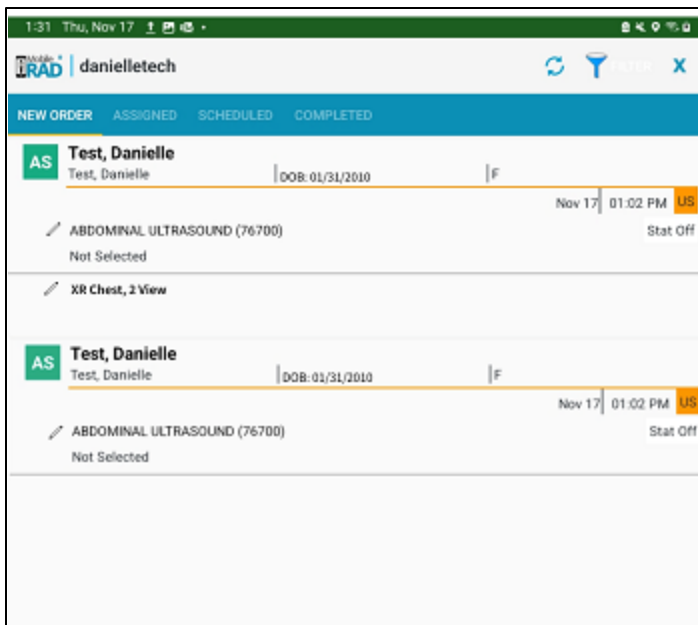 1:31 Thu, Nov 17
Mobile
iRAD danielletech FILTER X
NEW ORDER ASSIGNED SCHEDULED COMPLETED
AS Test, Danielle
Test, Danielle DOB: 01/31/2010 F
Nov 17 01:02 PM US
ABDOMINAL ULTRASOUND (76700) Stat Off
Not Selected
XR Chest, 2 View
AS Test, Danielle
Test, Danielle DOB: 01/31/2010 F
Nov 17 01:02 PM US
ABDOMINAL ULTRASOUND (76700) Stat Off
Not Selected